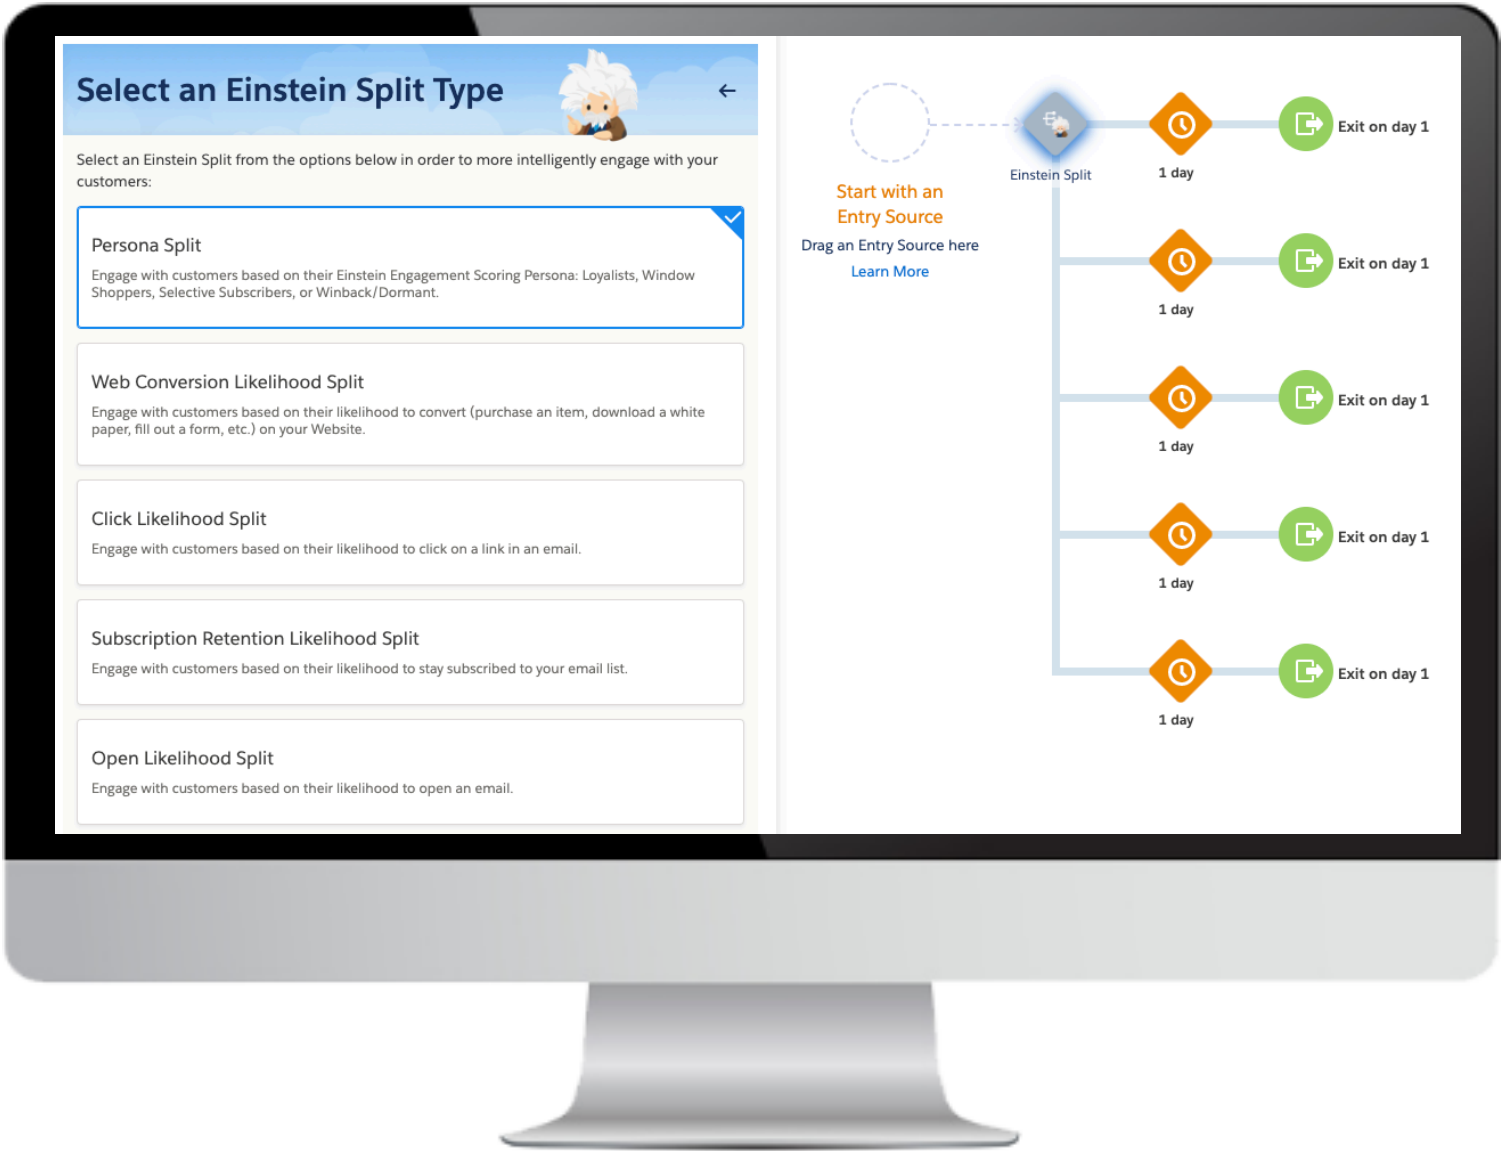 Select an Einstein Split Type
Select an Einstein Split from the options below in order to more intelligently engage with your
customers:
Persona Split
Engage with customers based on their Einstein Engagement Scoring Persona: Loyalists, Window
Shoppers, Selective Subscribers, or Winback/Dormant.
Web Conversion Likelihood Split
Engage with customers based on their likelihood to convert (purchase an item, download a white
paper, fill out a form, etc.) on your Website.
Click Likelihood Split
Engage with customers based on their likelihood to click on a link in an email.
Subscription Retention Likelihood Split
Engage with customers based on their likelihood to stay subscribed to your email list.
Open Likelihood Split
Engage with customers based on their likelihood to open an email.
Start with an
Entry Source
Drag an Entry Source here
Learn More
Einstein Split
1 day
Exit on day 1
1 day
Exit on day 1
1 day
Exit on day 1
1 day
Exit on day 1
1 day
Exit on day 1